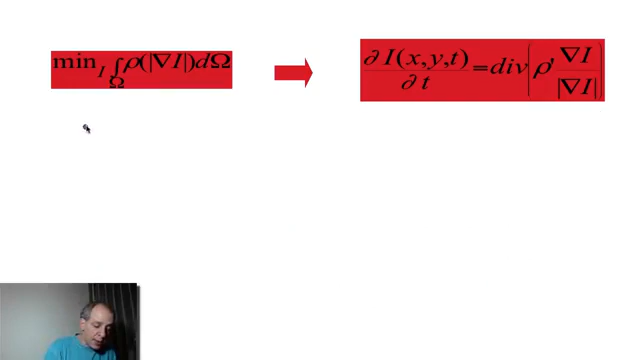 min_I ∫_Ω ρ(|∇I|)dΩ
∂I(x,y,t)/∂t = div(ρ' ∇I/|∇I|)